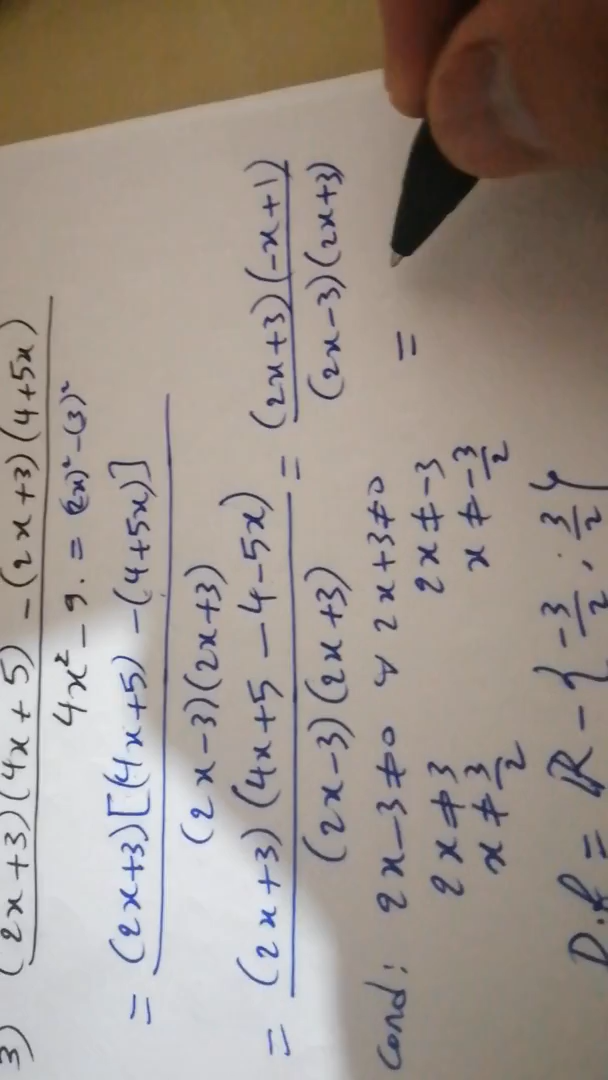 3) (2x+3)(4x+5)-(2x+3)(4+5x)
4x²-9.=(2x)²-(3)²
=(2x+3)[(4x+5)-(4+5x)]
(2x-3)(2x+3)
=(2x+3)(4x+5-4-5x) = (2x+3)(-x+1)
(2x-3)(2x+3) (2x-3)(2x+3)
Cond: 2x-3≠0 2x+3≠0 =
2x≠3 2x≠-3
x≠3/2 x≠-3/2
D.f=R-{-3/2;3/2}